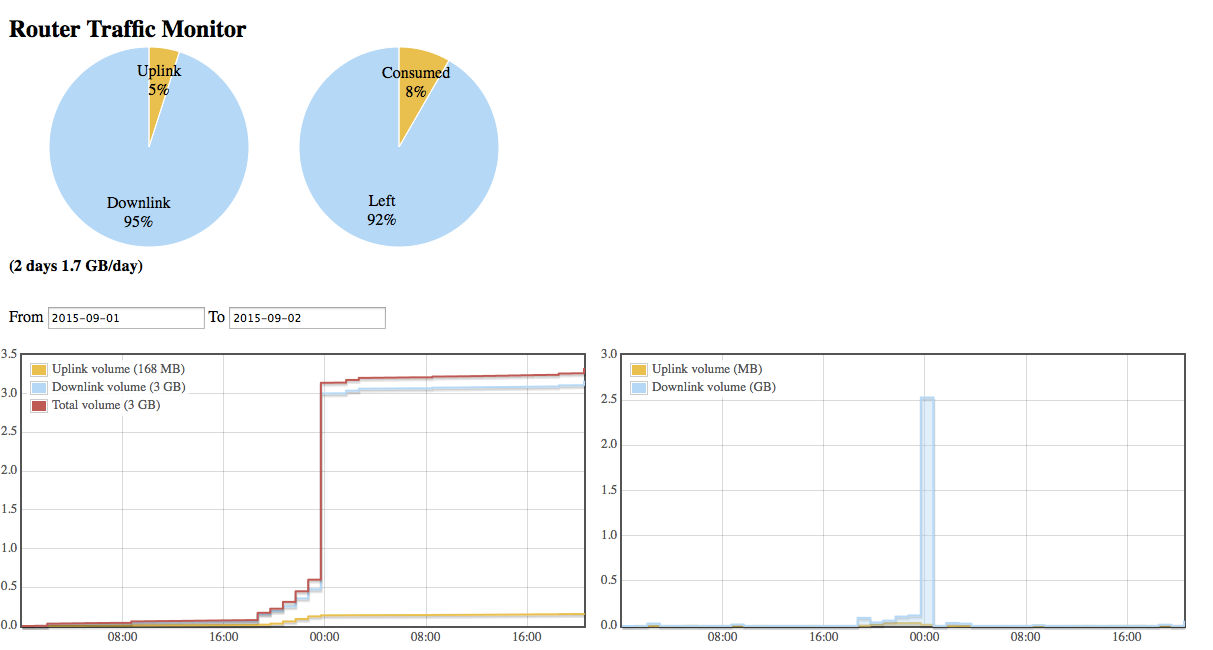 Router Traffic Monitor
Uplink
5%
Downlink
95%
Consumed
8%
Left
92%
(2 days 1.7 GB/day)
From 2015-09-01 To 2015-09-02
3.5
3.0
2.5
2.0
1.5
1.0
0.5
0.0
Uplink volume (168 MB)
Downlink volume (3 GB)
Total volume (3 GB)
08:00 16:00 00:00 08:00 16:00
3.0
2.5
2.0
1.5
1.0
0.5
0.0
Uplink volume (MB)
Downlink volume (GB)
08:00 16:00 00:00 08:00 16:00